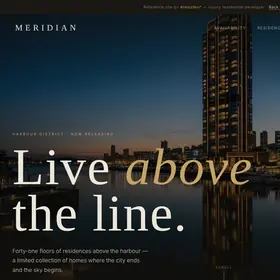 MERIDIAN
AVAILABILITY
HARBOUR DISTRICT · NOW RELEASING
Live above
the line.
Forty-one floors of residences above the harbour —
a limited collection of homes where the city ends
and the sky begins.
SCROLL